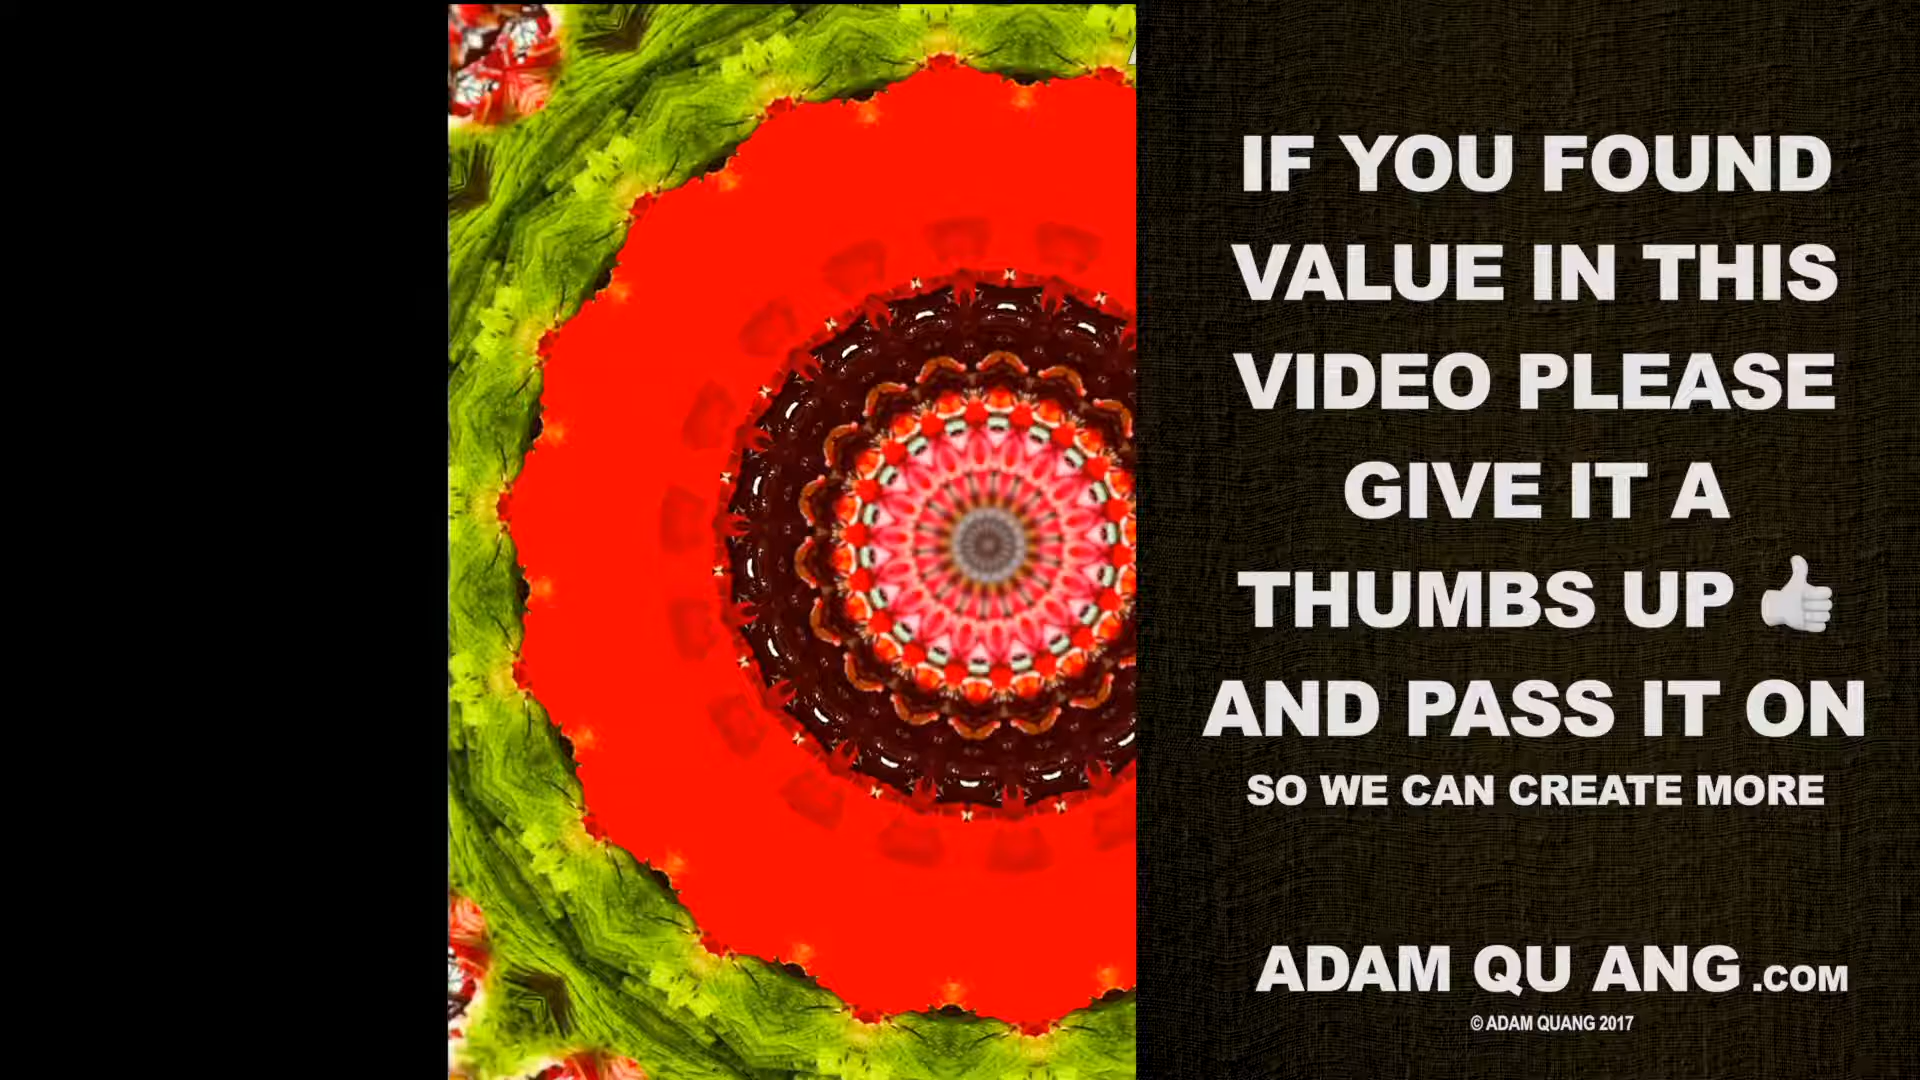 IF YOU FOUND
VALUE IN THIS
VIDEO PLEASE
GIVE IT A
THUMBS UP 👍
AND PASS IT ON
SO WE CAN CREATE MORE
ADAM QU ANG .COM
© ADAM QUANG 2017